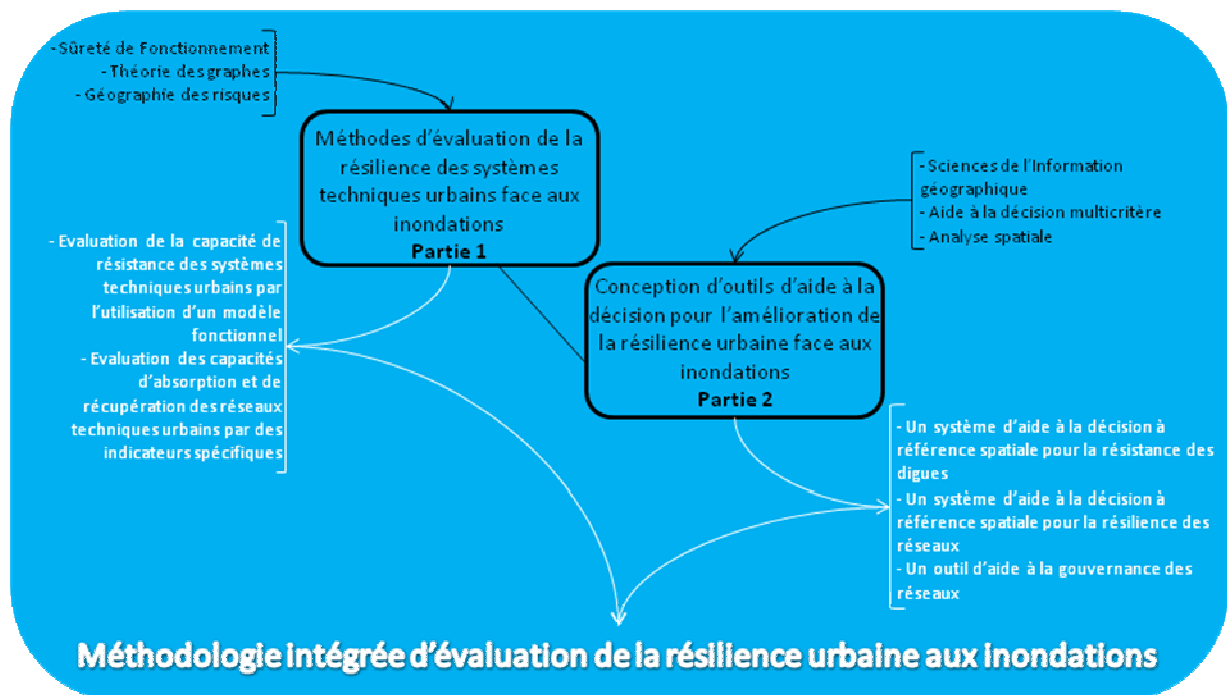 - Sûreté de Fonctionnement
- Théorie des graphes
- Géographie des risques
Méthodes d'évaluation de la
résilience des systèmes
techniques urbains face aux
inondations
Partie 1
- Sciences de l'Information
géographique
- Aide à la décision multicritère
- Analyse spatiale
- Evaluation de la capacité de
résistance des systèmes
techniques urbains par
l'utilisation d'un modèle
fonctionnel
- Evaluation des capacités
d'absorption et de
récupération des réseaux
techniques urbains par des
indicateurs spécifiques
Conception d'outils d'aide à la
décision pour l'amélioration de
la résilience urbaine face aux
inondations
Partie 2
- Un système d'aide à la décision à
référence spatiale pour la résistance des
digues
- Un système d'aide à la décision à
référence spatiale pour la résilience des
réseaux
- Un outil d'aide à la gouvernance des
réseaux
Méthodologie intégrée d'évaluation de la résilience urbaine aux inondations